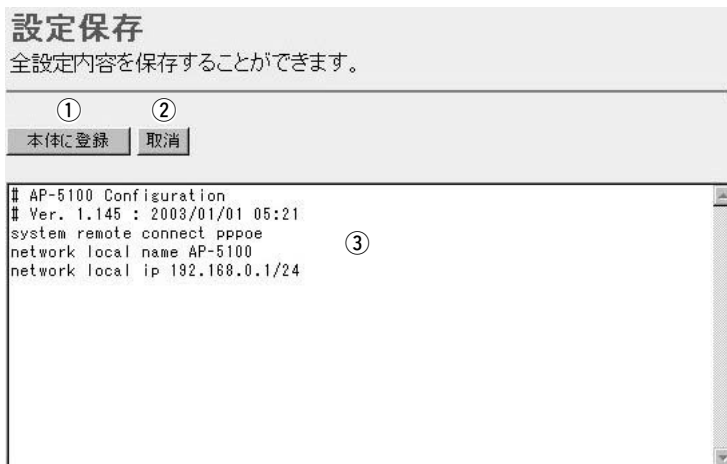 設定保存
全設定内容を保存することができます。
① ②
本体に登録 取消
# AP-5100 Configuration
# Ver. 1.145 : 2003/01/01 05:21
system remote connect pppoe
③
network local name AP-5100
network local ip 192.168.0.1/24